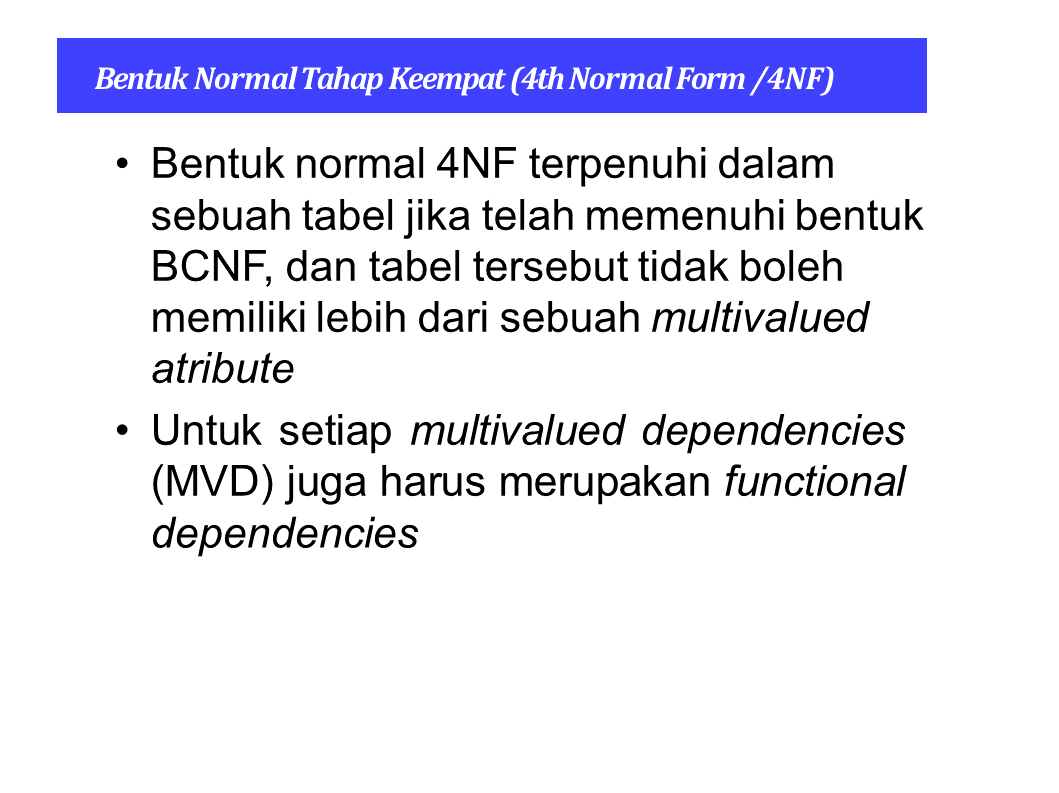 Bentuk Normal Tahap Keempat (4th Normal Form /4NF)
• Bentuk normal 4NF terpenuhi dalam
sebuah tabel jika telah memenuhi bentuk
BCNF, dan tabel tersebut tidak boleh
memiliki lebih dari sebuah multivalued
atribute
• Untuk setiap multivalued dependencies
(MVD) juga harus merupakan functional
dependencies